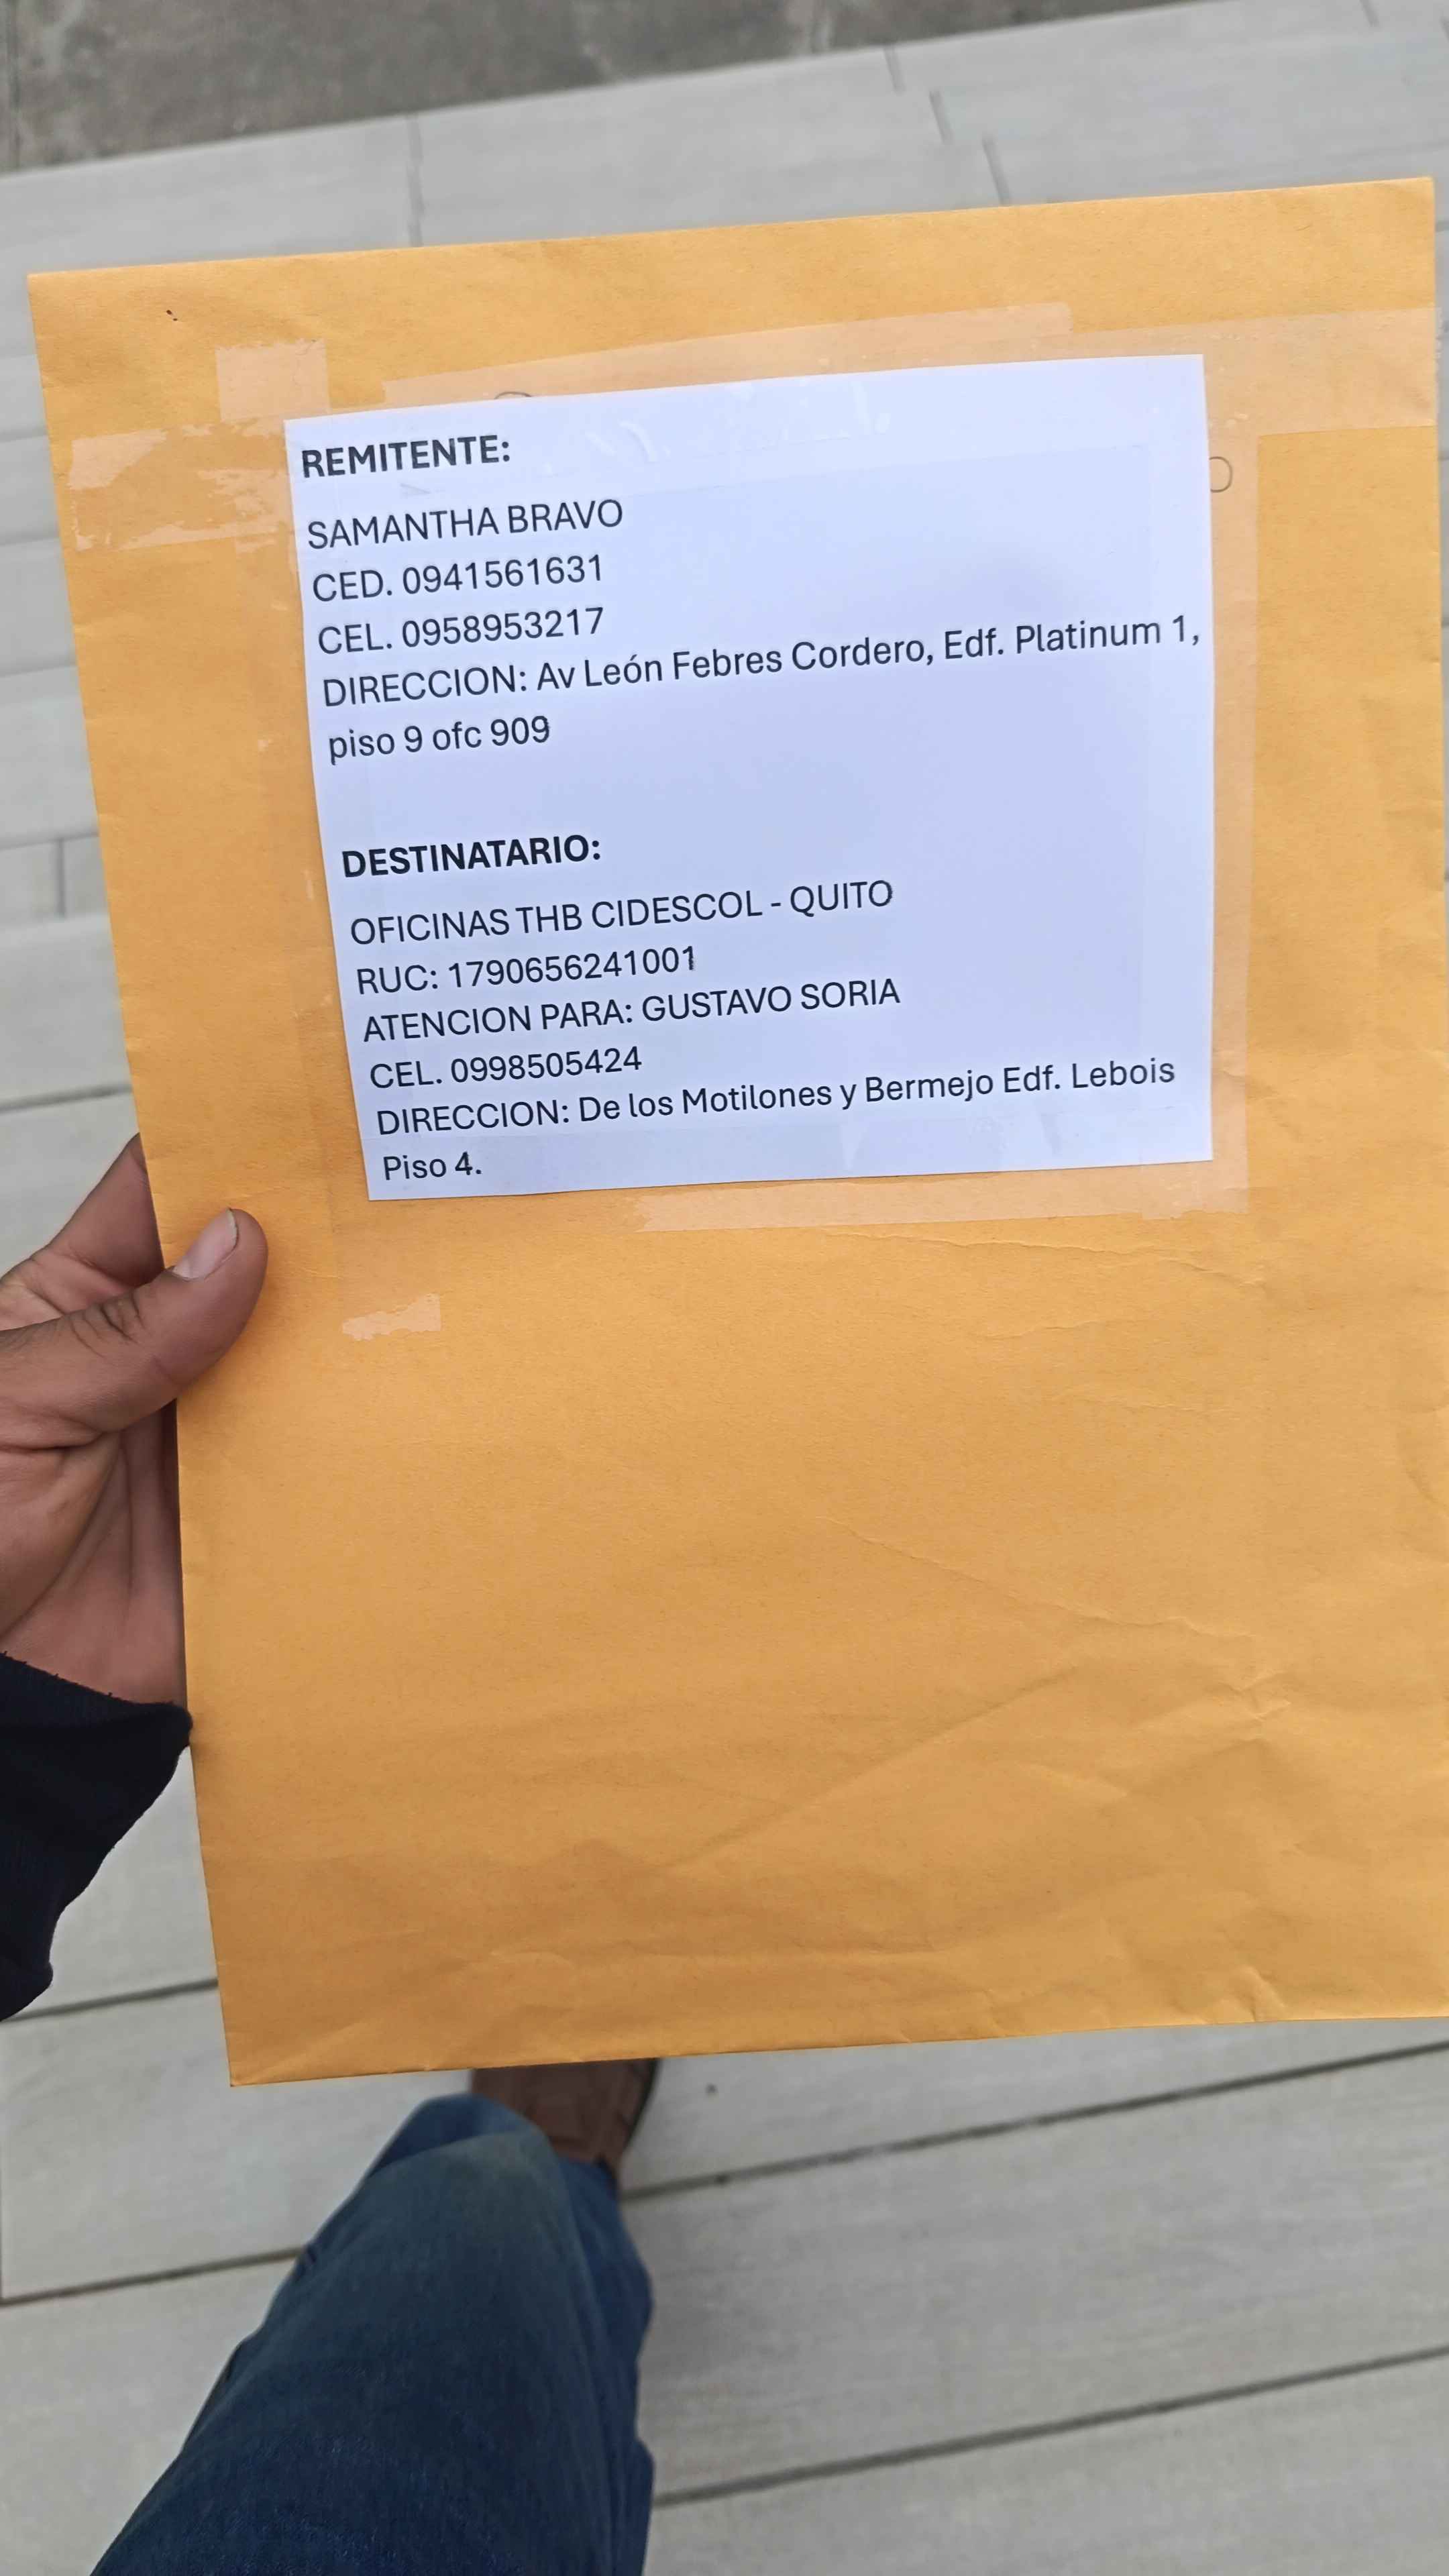 REMITENTE:
SAMANTHA BRAVO
CED. 0941561631
CEL. 0958953217
DIRECCION: Av León Febres Cordero, Edf. Platinum 1,
piso 9 ofc 909
DESTINATARIO:
OFICINAS THB CIDESCOL - QUITO
RUC: 1790656241001
ATENCION PARA: GUSTAVO SORIA
CEL. 0998505424
DIRECCION: De los Motilones y Bermejo Edf. Lebois
Piso 4.